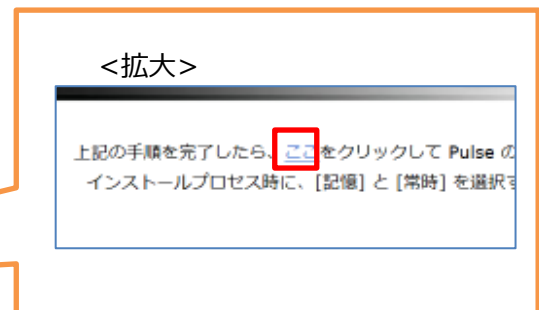 <拡大>
上記の手順を完了したら、ここをクリックして Pulse の
インストールプロセス時に、[記憶] と [常時] を選択す